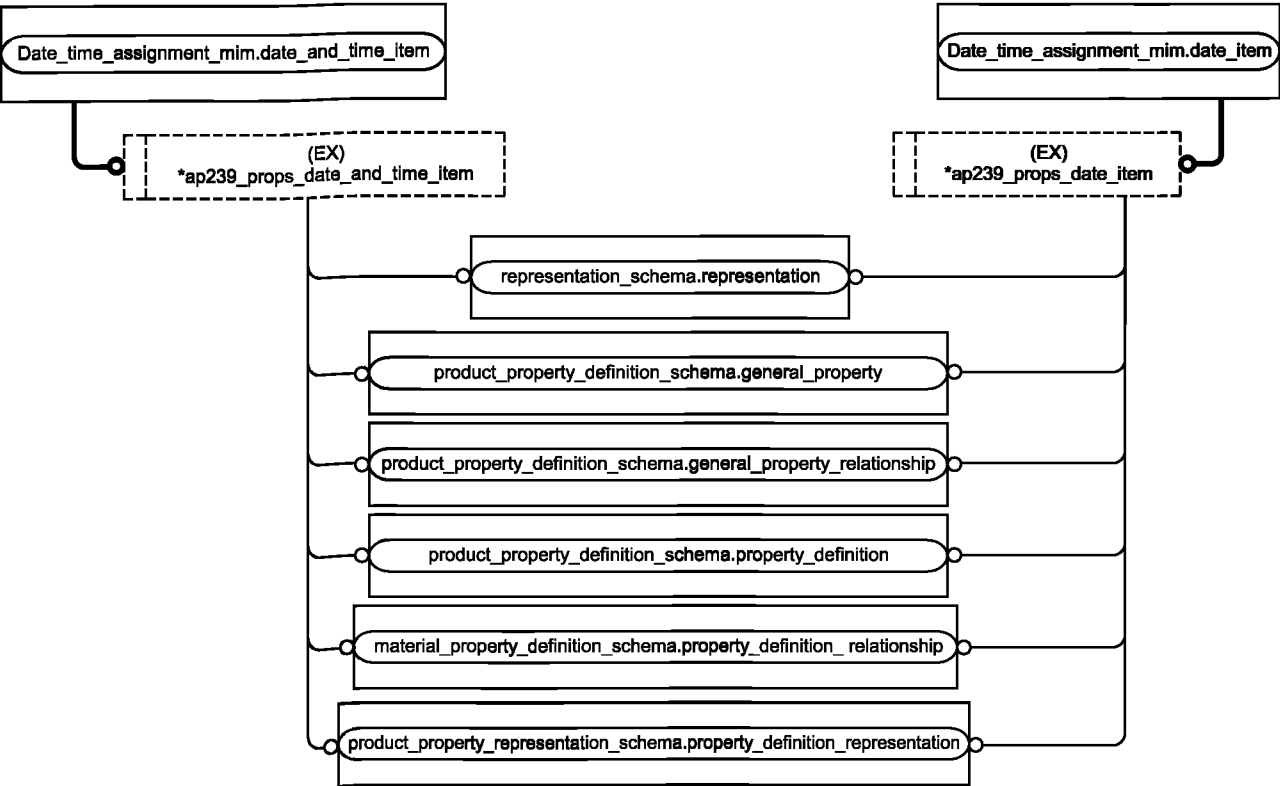 Date_time_assignment_mim.date_and_time_item
Date_time_assignment_mim.date_item
(EX)
*ap239_props_date_and_time_item
(EX)
*ap239_props_date_item
representation_schema.representation
product_property_definition_schema.general_property
product_property_definition_schema.general_property_relationship
product_property_definition_schema.property_definition
material_property_definition_schema.property_definition_ relationship
product_property_representation_schema.property_definition_representation